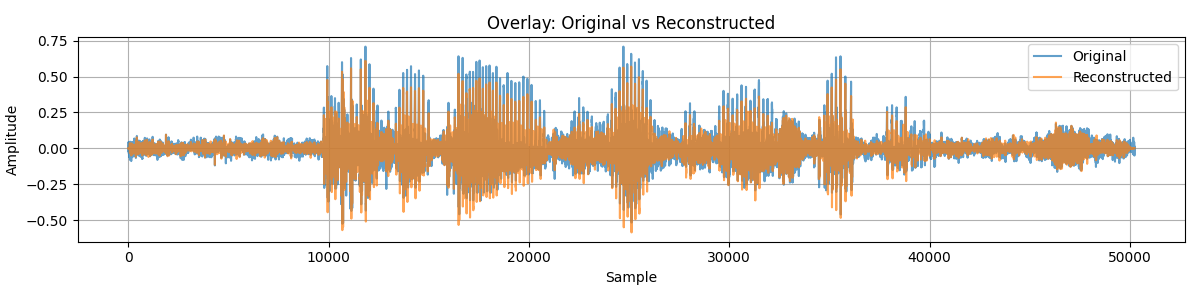 Overlay: Original vs Reconstructed
Original
Reconstructed
Amplitude
0.75
0.50
0.25
0.00
−0.25
−0.50
0 10000 20000 30000 40000 50000
Sample